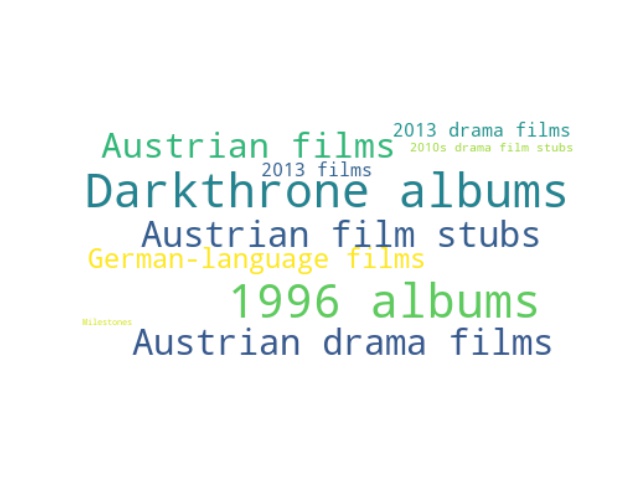 2013 drama films
Austrian films
2010s drama film stubs
2013 films
Darkthrone albums
Austrian film stubs
German-language films
1996 albums
Milestones
Austrian drama films